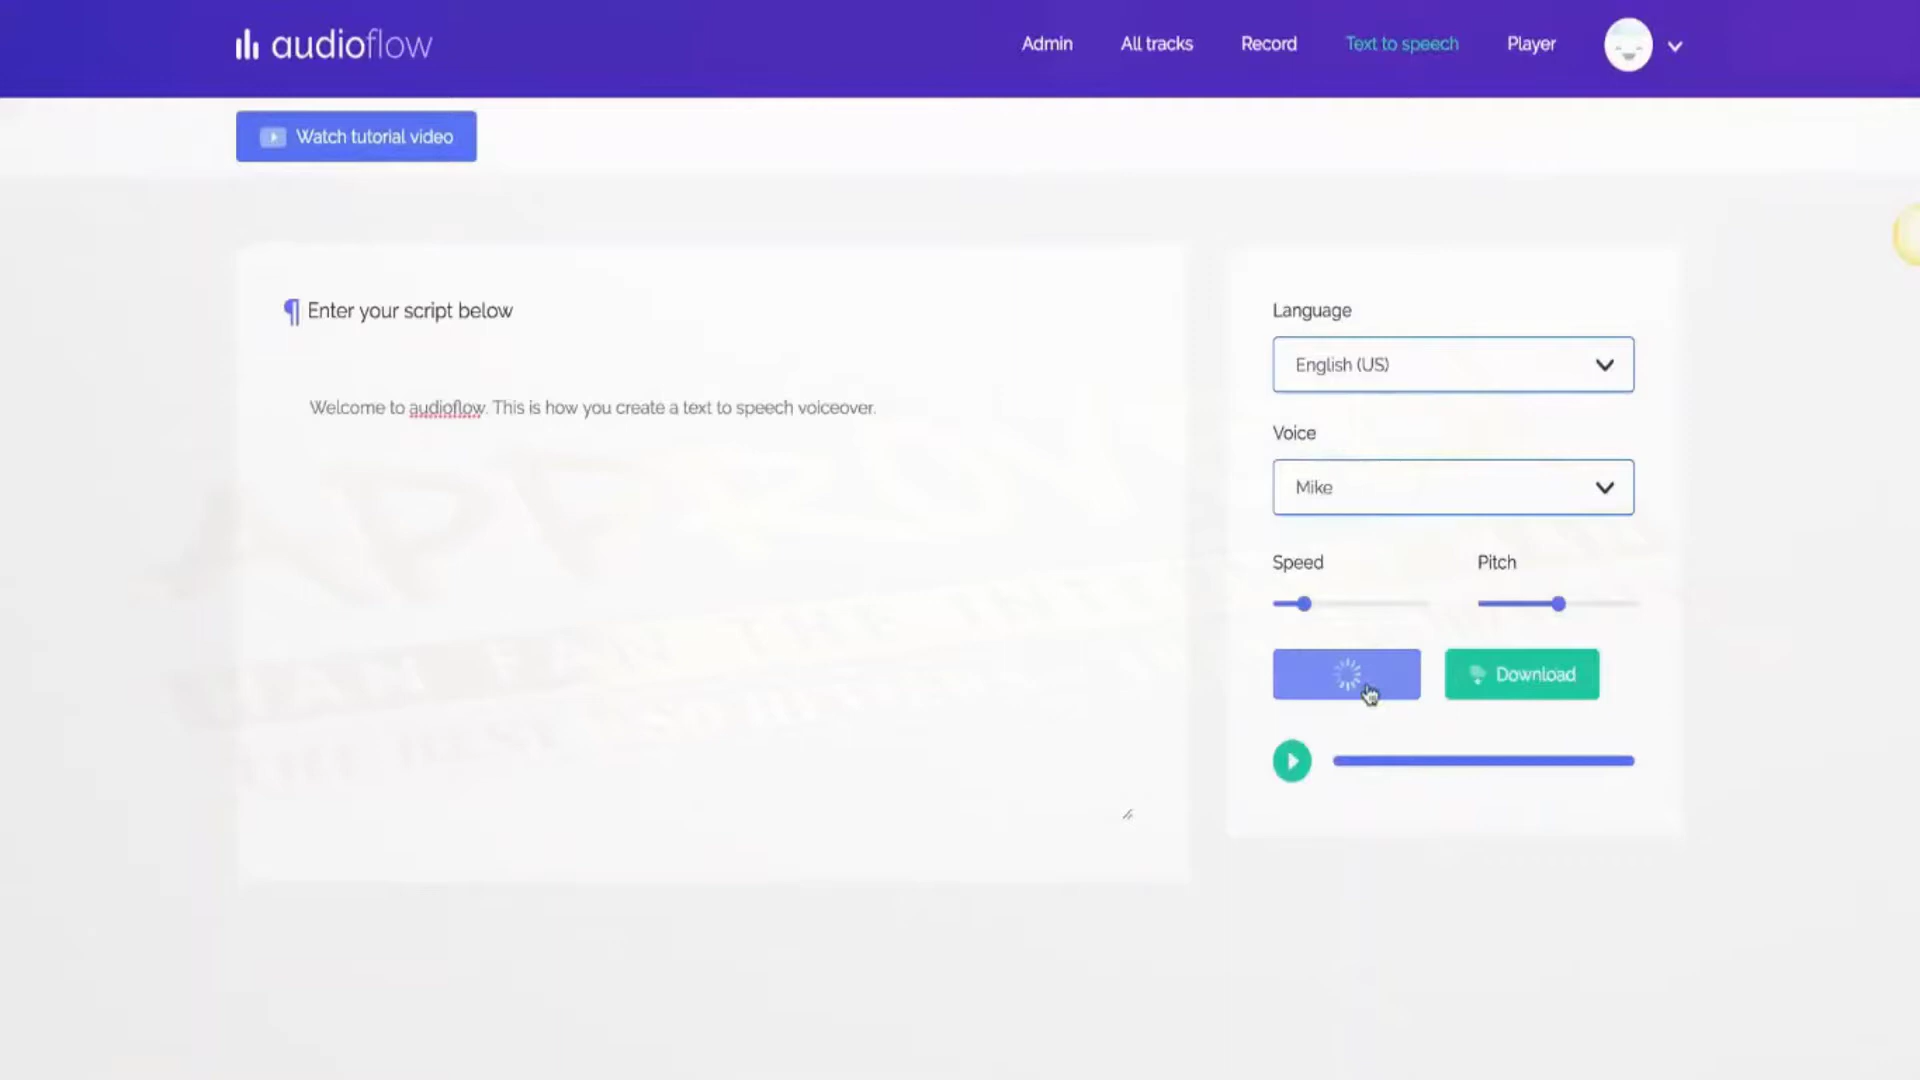 audioflow
Admin
All tracks
Record
Text to speech
Player
Watch tutorial video
Enter your script below
Welcome to audioflow. This is how you create a text to speech voiceover.
Language
English (US)
Voice
Mike
Speed
Pitch
Download